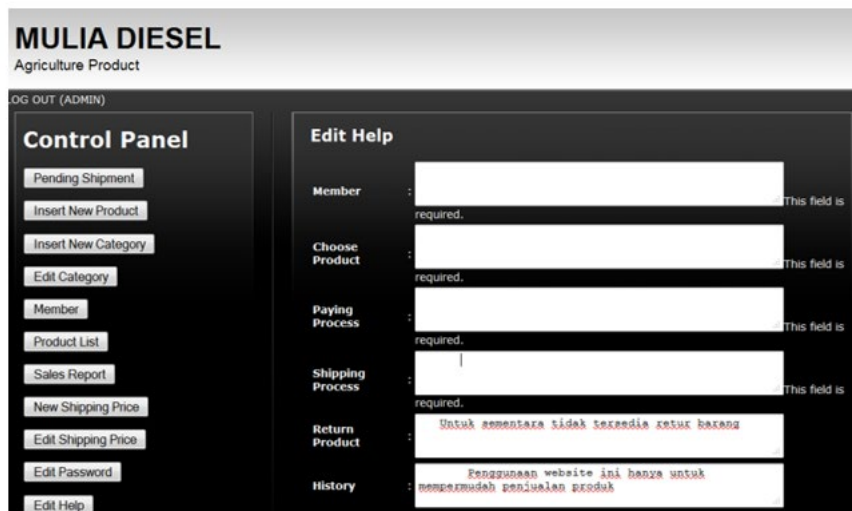 MULIA DIESEL
Agriculture Product
LOG OUT (ADMIN)
Control Panel
Pending Shipment
Insert New Product
Insert New Category
Edit Category
Member
Product List
Sales Report
New Shipping Price
Edit Shipping Price
Edit Password
Edit Help
Edit Help
Member :
This field is
required.
Choose
Product :
This field is
required.
Paying
Process :
This field is
required.
Shipping
Process :
This field is
required.
Return
Product :
Untuk sementara tidak tersedia retur barang
History :
Penggunaan website ini hanya untuk
mempermudah penjualan produk